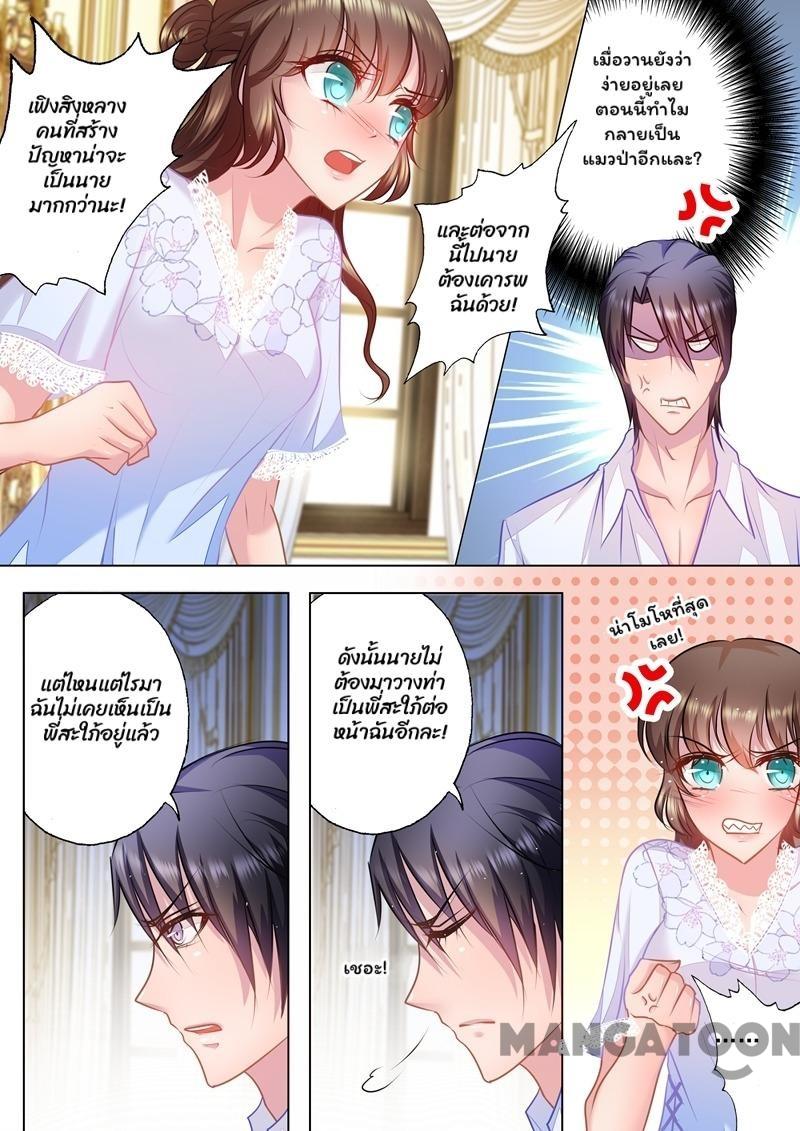 เฟิงสิงหลาง
คนที่สร้าง
ปัญหาน่าจะ
เป็นนาย
มากกว่านะ!
และต่อจาก
นี้ไปนาย
ต้องเคารพ
ฉันด้วย!
เมื่อวานยังว่า
ง่ายอยู่เลย
ตอนนี้ทำไม
กลายเป็น
แมวป่าอีกและ?
แต่ไหนแต่ไรมา
ฉันไม่เคยเห็นเป็น
พี่สะใภ้อยู่แล้ว
ดังนั้นนายไม่
ต้องมาวางท่า
เป็นพี่สะใภ้ต่อ
หน้าฉันอีกละ!
เชอะ!
น่าโมโหที่สุด
เลย!
......
MANGATOON